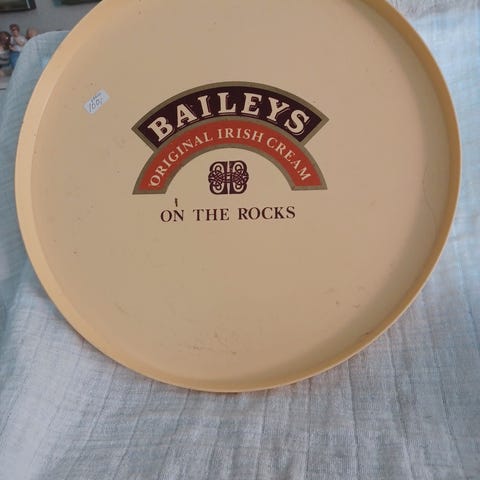 BAILEYS
ORIGINAL IRISH CREAM
ON THE ROCKS